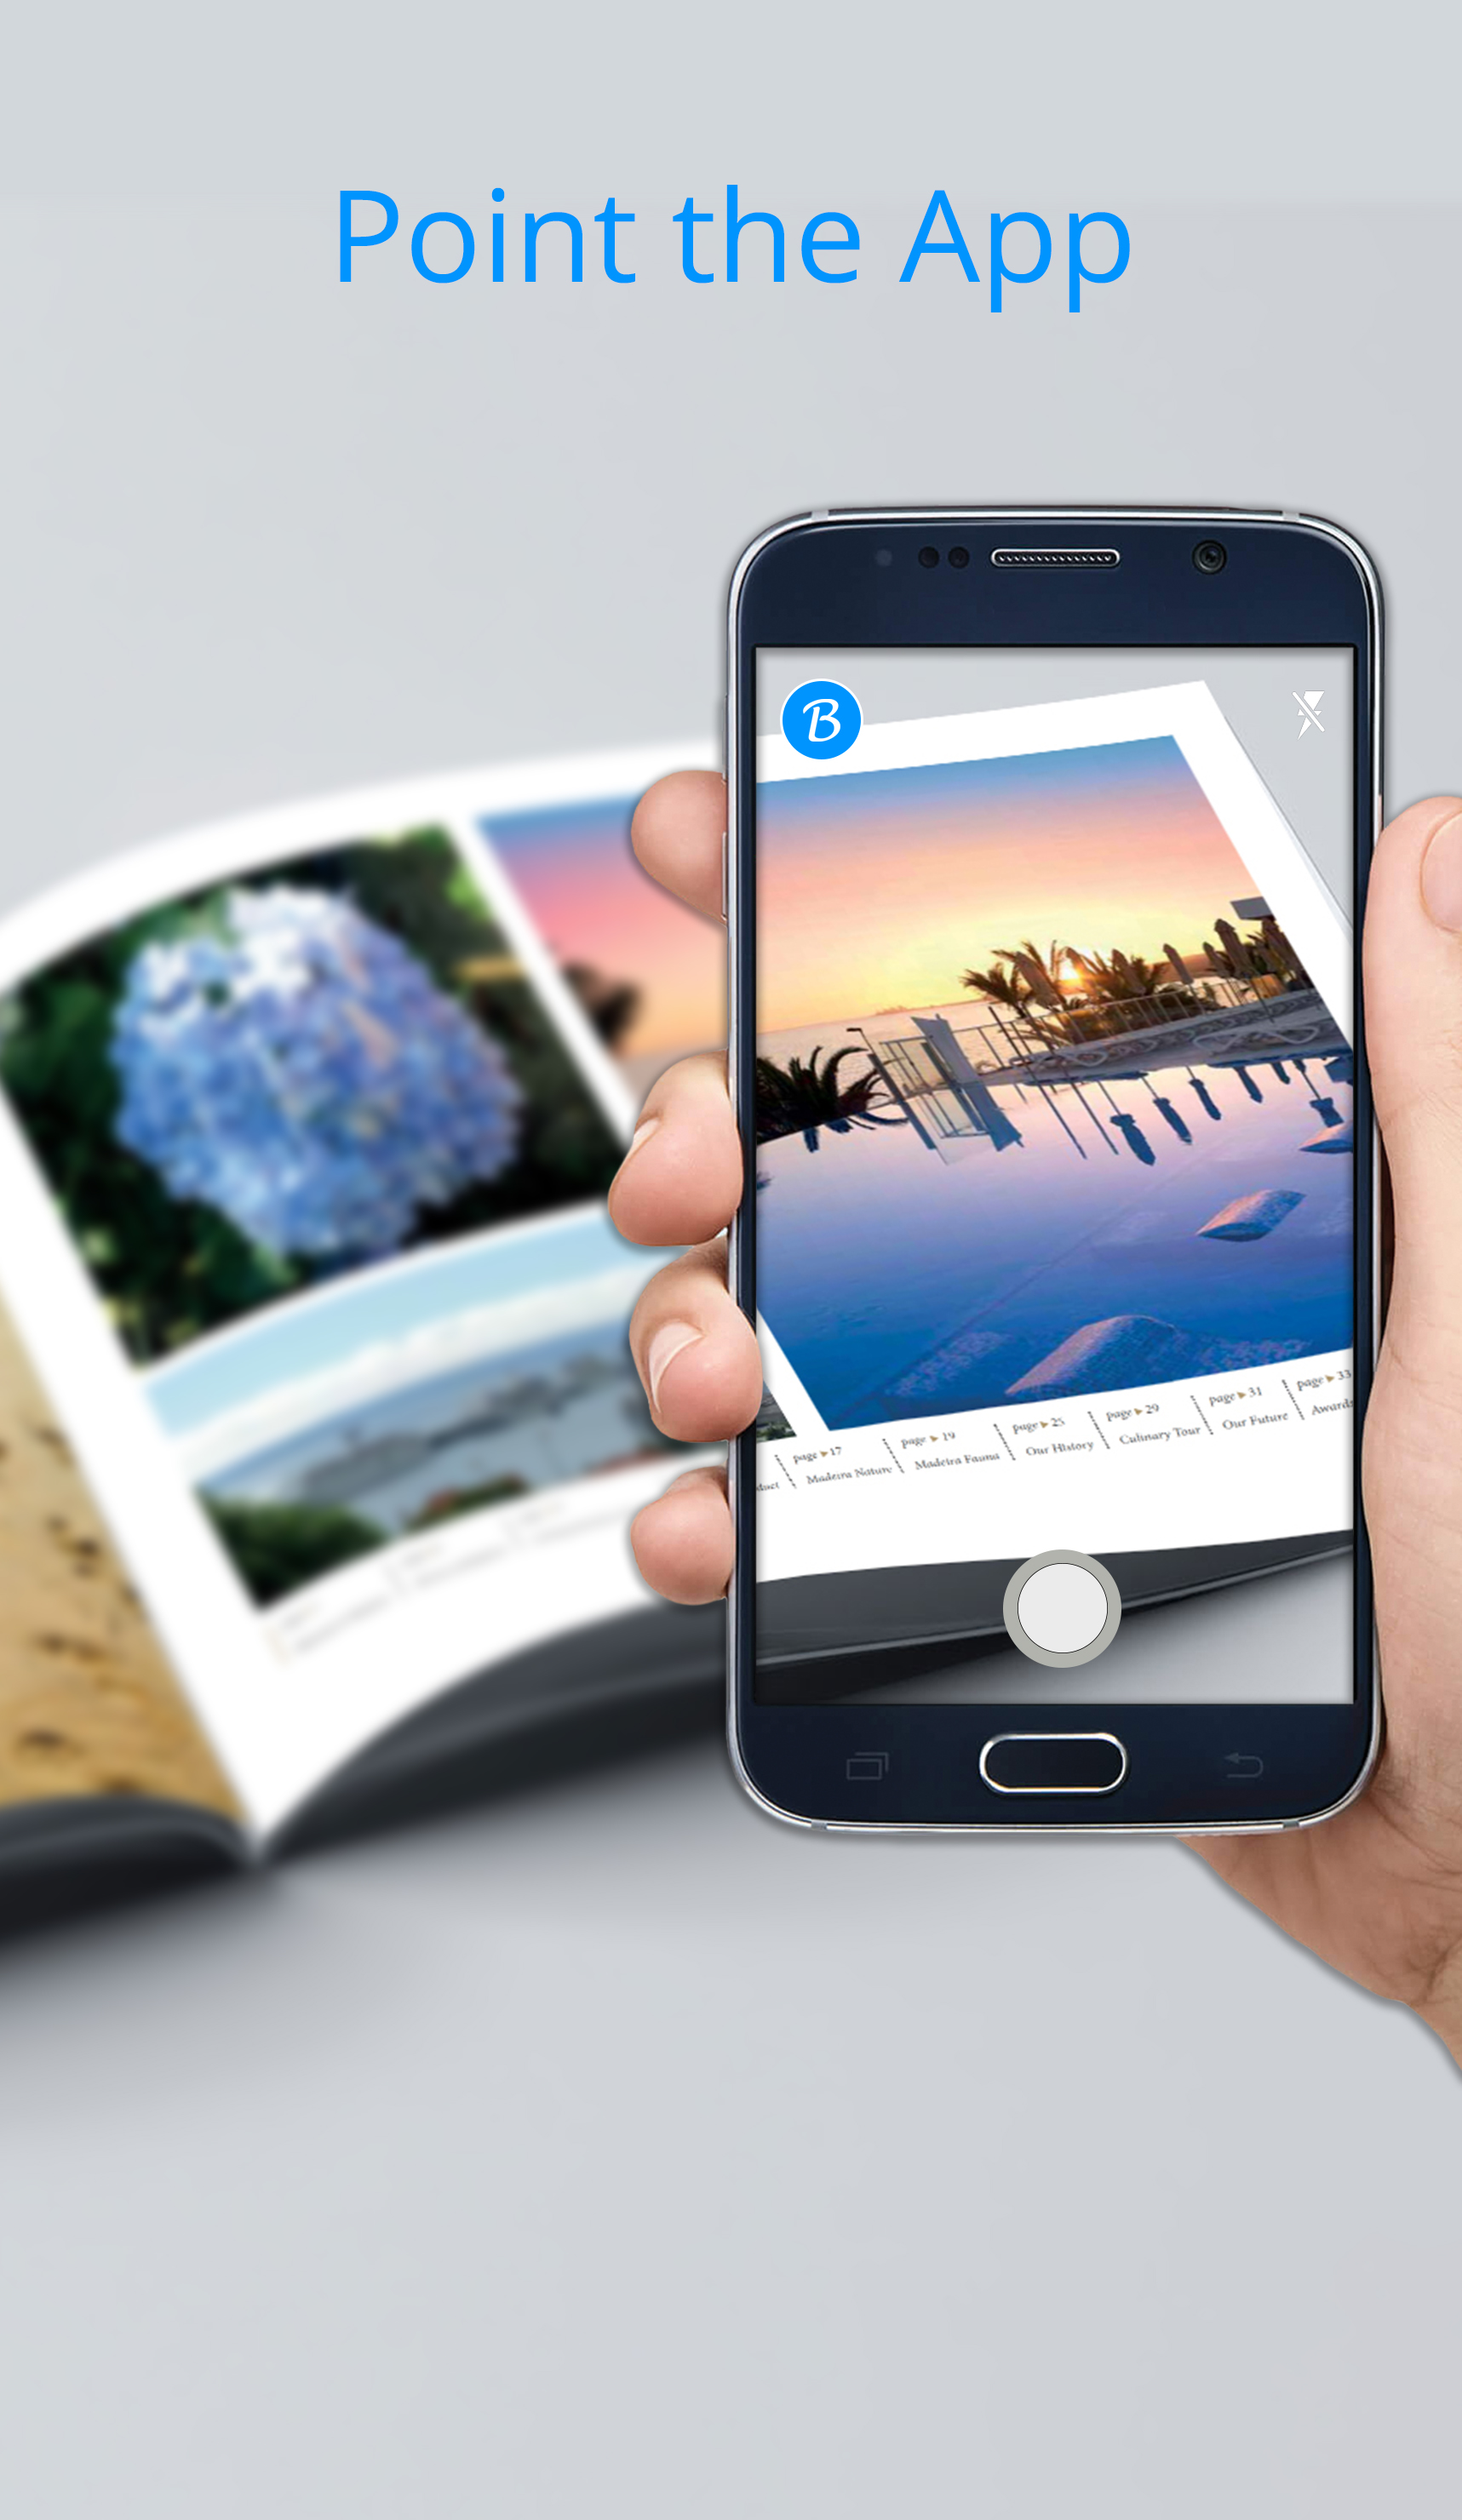 Point the App
B
page ▸ 17
page ▸ 19
page ▸ 25
page ▸ 29
page ▸ 31
page ▸ 33
duct
Madeira Nature
Madeira Fauna
Our History
Culinary Tour
Our Future
Awards